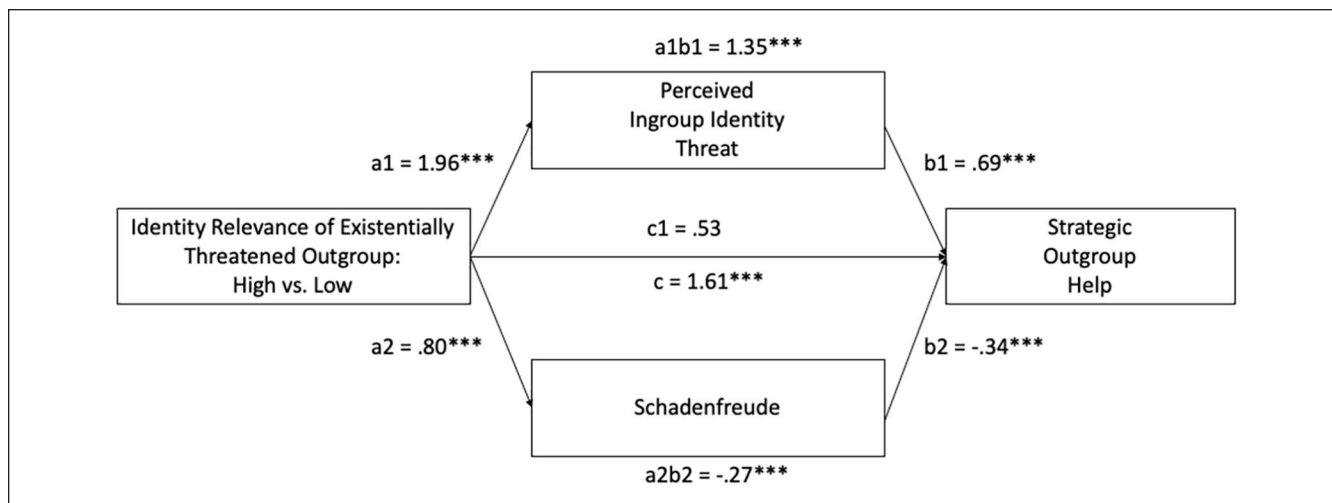 a1b1 = 1.35***
Perceived
Ingroup Identity
Threat
a1 = 1.96***
b1 = .69***
Identity Relevance of Existentially
Threatened Outgroup:
High vs. Low
c1 = .53
c = 1.61***
Strategic
Outgroup
Help
a2 = .80***
b2 = -.34***
Schadenfreude
a2b2 = -.27***